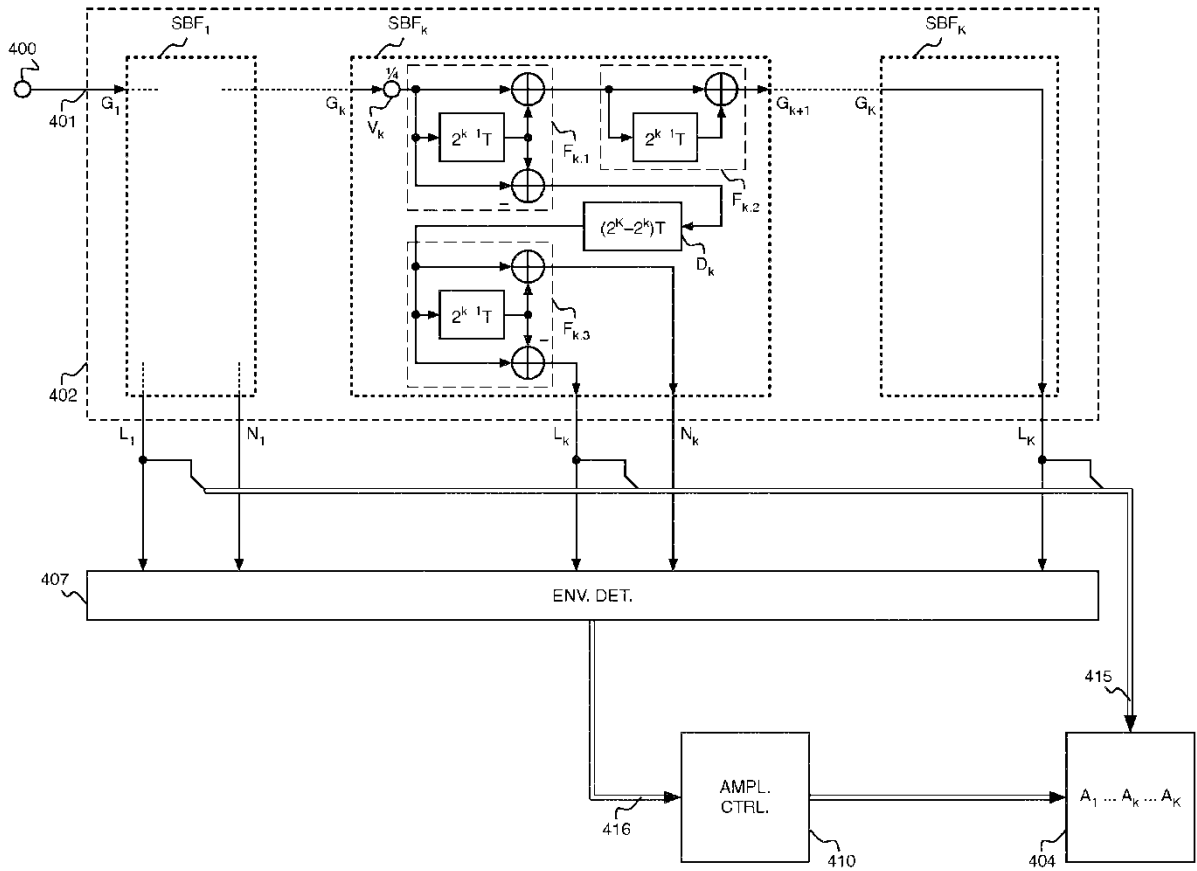 SBF1 SBFk SBFK
400
401 G1 Gk ¼ Vk Gk+1 GK
2k-1T Fk.1 2k-1T Fk.2
–
(2K–2k)T Dk
2k-1T Fk.3
–
402
L1 N1 Lk Nk LK
407 ENV. DET.
415
416 AMPL. CTRL. 410
A1 ... Ak ... AK 404